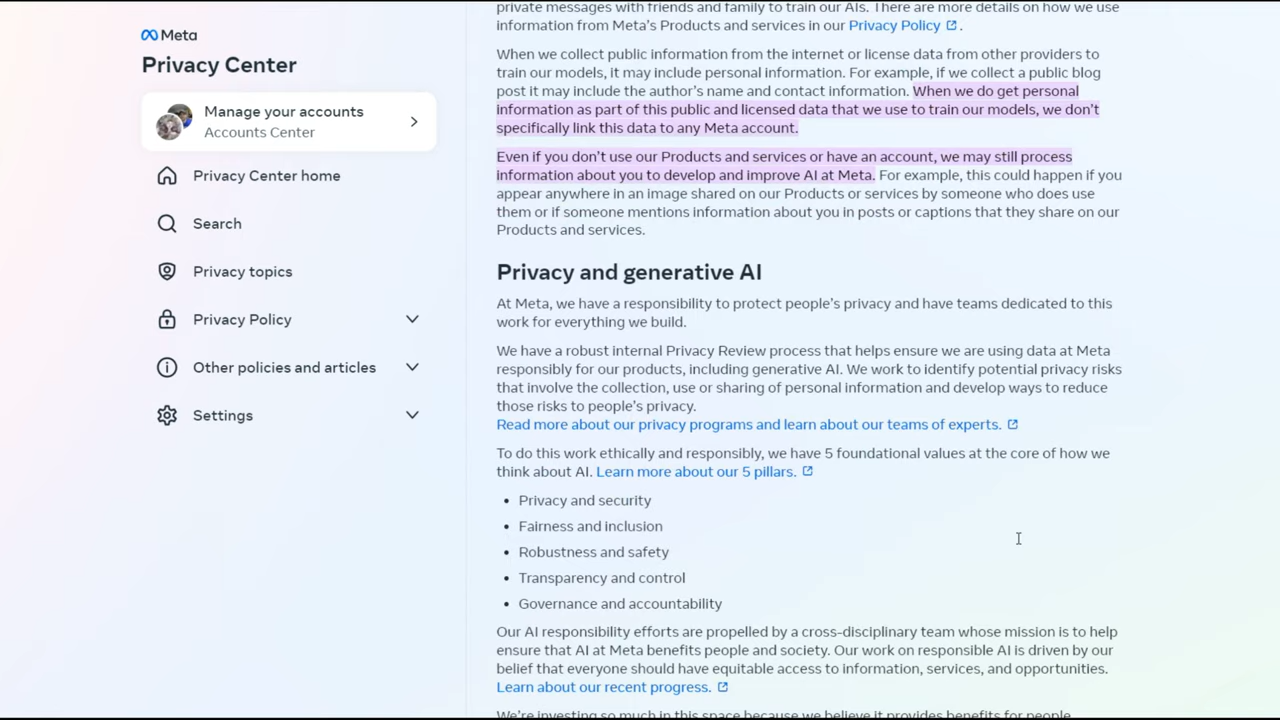 Meta
Privacy Center
Manage your accounts
Accounts Center
Privacy Center home
Search
Privacy topics
Privacy Policy
Other policies and articles
Settings
private messages with friends and family to train our AIs. There are more details on how we use
information from Meta's Products and services in our Privacy Policy .
When we collect public information from the internet or license data from other providers to
train our models, it may include personal information. For example, if we collect a public blog
post it may include the author's name and contact information. When we do get personal
information as part of this public and licensed data that we use to train our models, we don't
specifically link this data to any Meta account.
Even if you don't use our Products and services or have an account, we may still process
information about you to develop and improve AI at Meta. For example, this could happen if you
appear anywhere in an image shared on our Products or services by someone who does use
them or if someone mentions information about you in posts or captions that they share on our
Products and services.
Privacy and generative AI
At Meta, we have a responsibility to protect people's privacy and have teams dedicated to this
work for everything we build.
We have a robust internal Privacy Review process that helps ensure we are using data at Meta
responsibly for our products, including generative AI. We work to identify potential privacy risks
that involve the collection, use or sharing of personal information and develop ways to reduce
those risks to people's privacy.
Read more about our privacy programs and learn about our teams of experts.
To do this work ethically and responsibly, we have 5 foundational values at the core of how we
think about AI. Learn more about our 5 pillars.
• Privacy and security
• Fairness and inclusion
• Robustness and safety
• Transparency and control
• Governance and accountability
Our AI responsibility efforts are propelled by a cross-disciplinary team whose mission is to help
ensure that AI at Meta benefits people and society. Our work on responsible AI is driven by our
belief that everyone should have equitable access to information, services, and opportunities.
Learn about our recent progress.
We're investing so much in this space because we believe it provides benefits for people